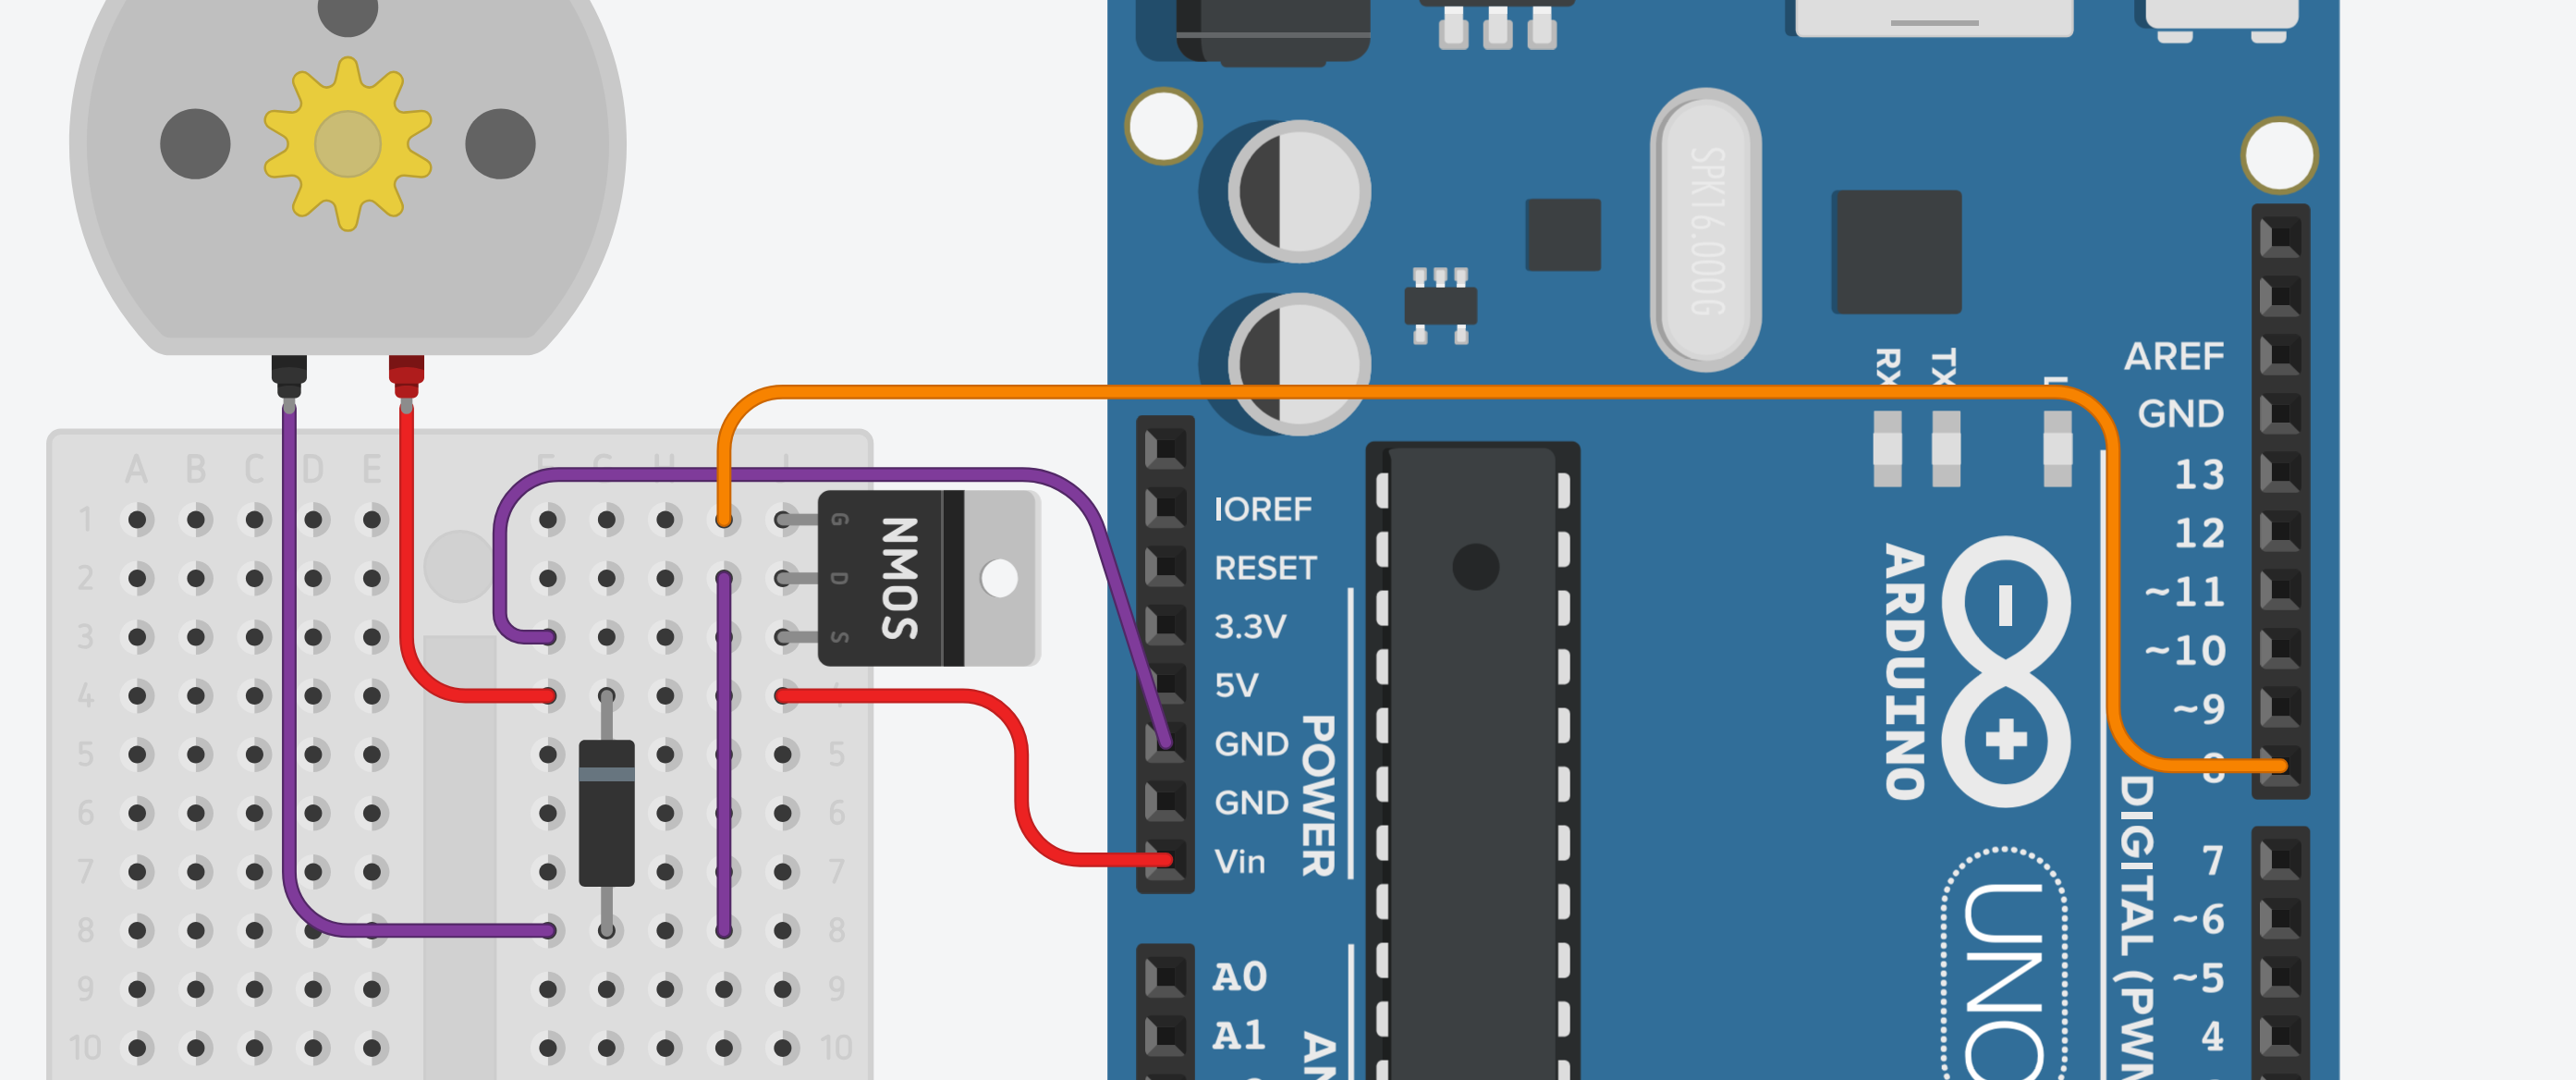 SPK16.000G
RX
TX
L
AREF
GND
13
12
~11
~10
~9
8
7
~6
~5
4
DIGITAL (PWM
ARDUINO
UNO
IOREF
RESET
3.3V
5V
GND
GND
Vin
POWER
A0
A1
AN
A B C D E F G H I
1
2
3
4
5
6
7
8
9
10
4
5
6
7
8
9
10
G
D
S
NMOS